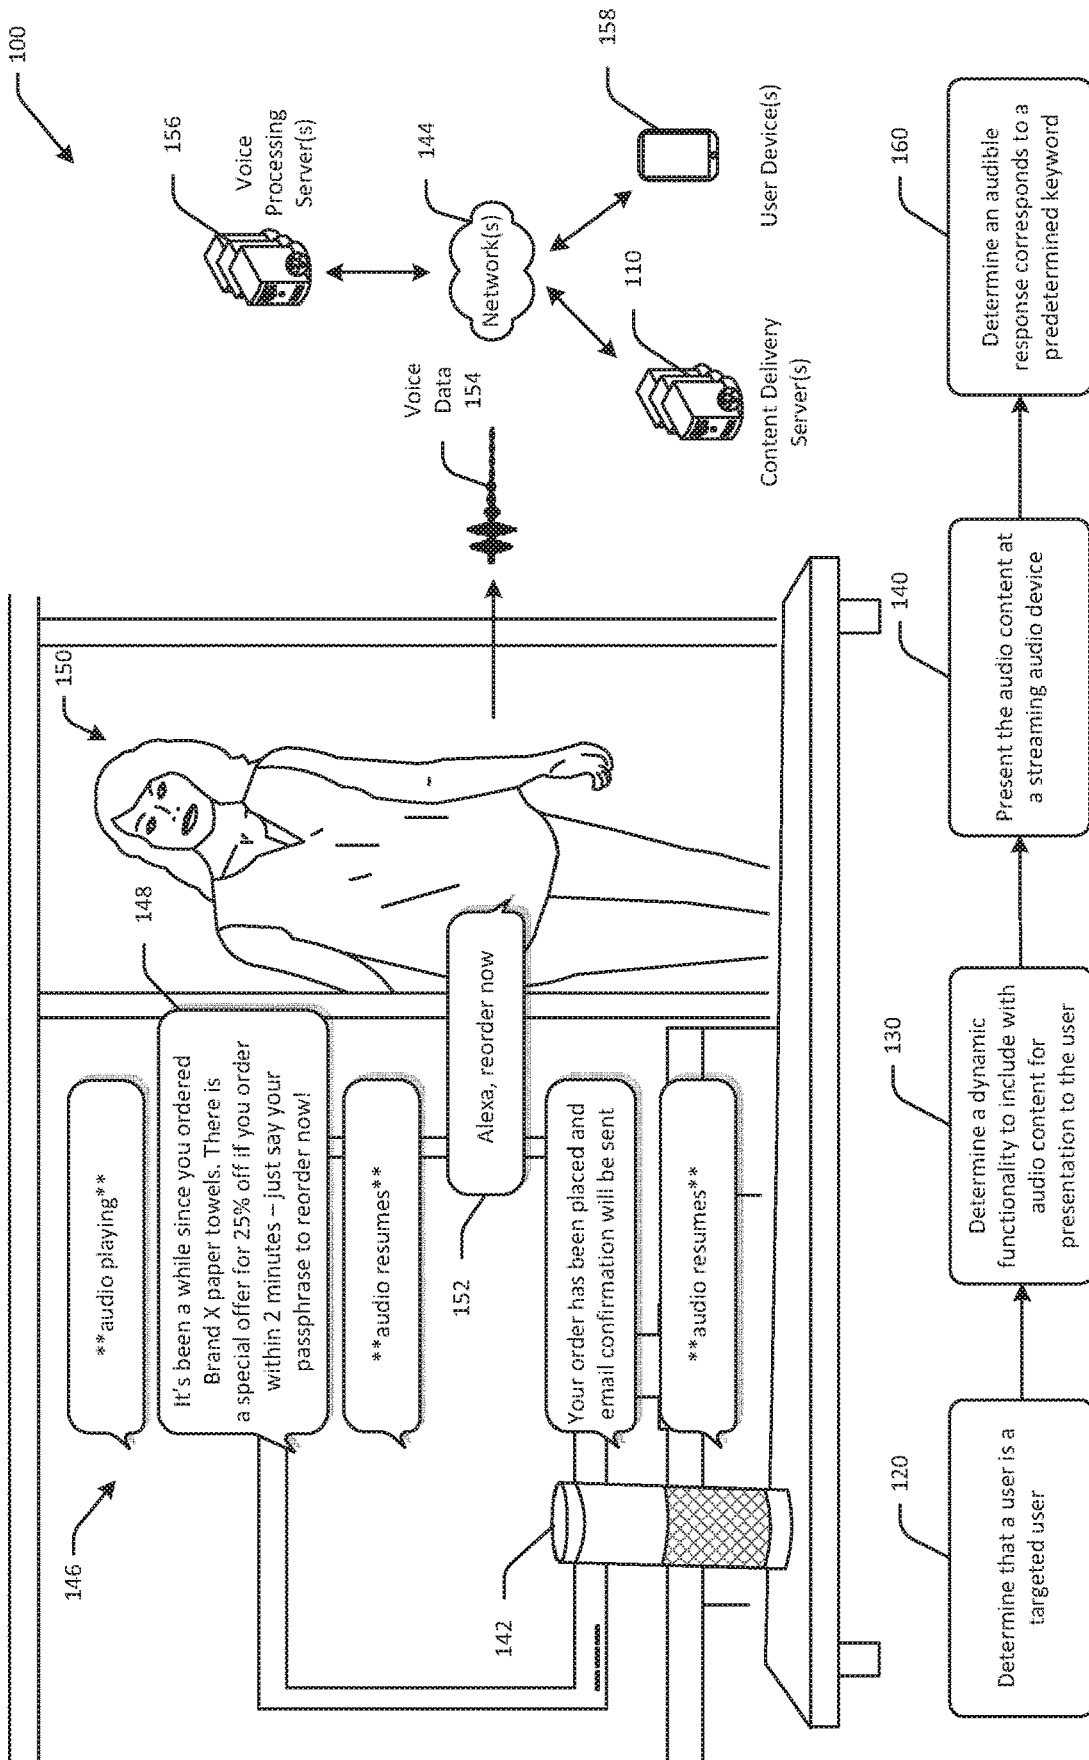 100
146
**audio playing**
148
It's been a while since you ordered
Brand X paper towels. There is
a special offer for 25% off if you order
within 2 minutes – just say your
passphrase to reorder now!
**audio resumes**
150
152
Alexa, reorder now
Your order has been placed and
email confirmation will be sent
**audio resumes**
142
Voice
Data
154
156
Voice
Processing
Server(s)
144
Network(s)
110
Content Delivery
Server(s)
158
User Device(s)
120
Determine that a user is a
targeted user
130
Determine a dynamic
functionality to include with
audio content for
presentation to the user
140
Present the audio content at
a streaming audio device
160
Determine an audible
response corresponds to a
predetermined keyword